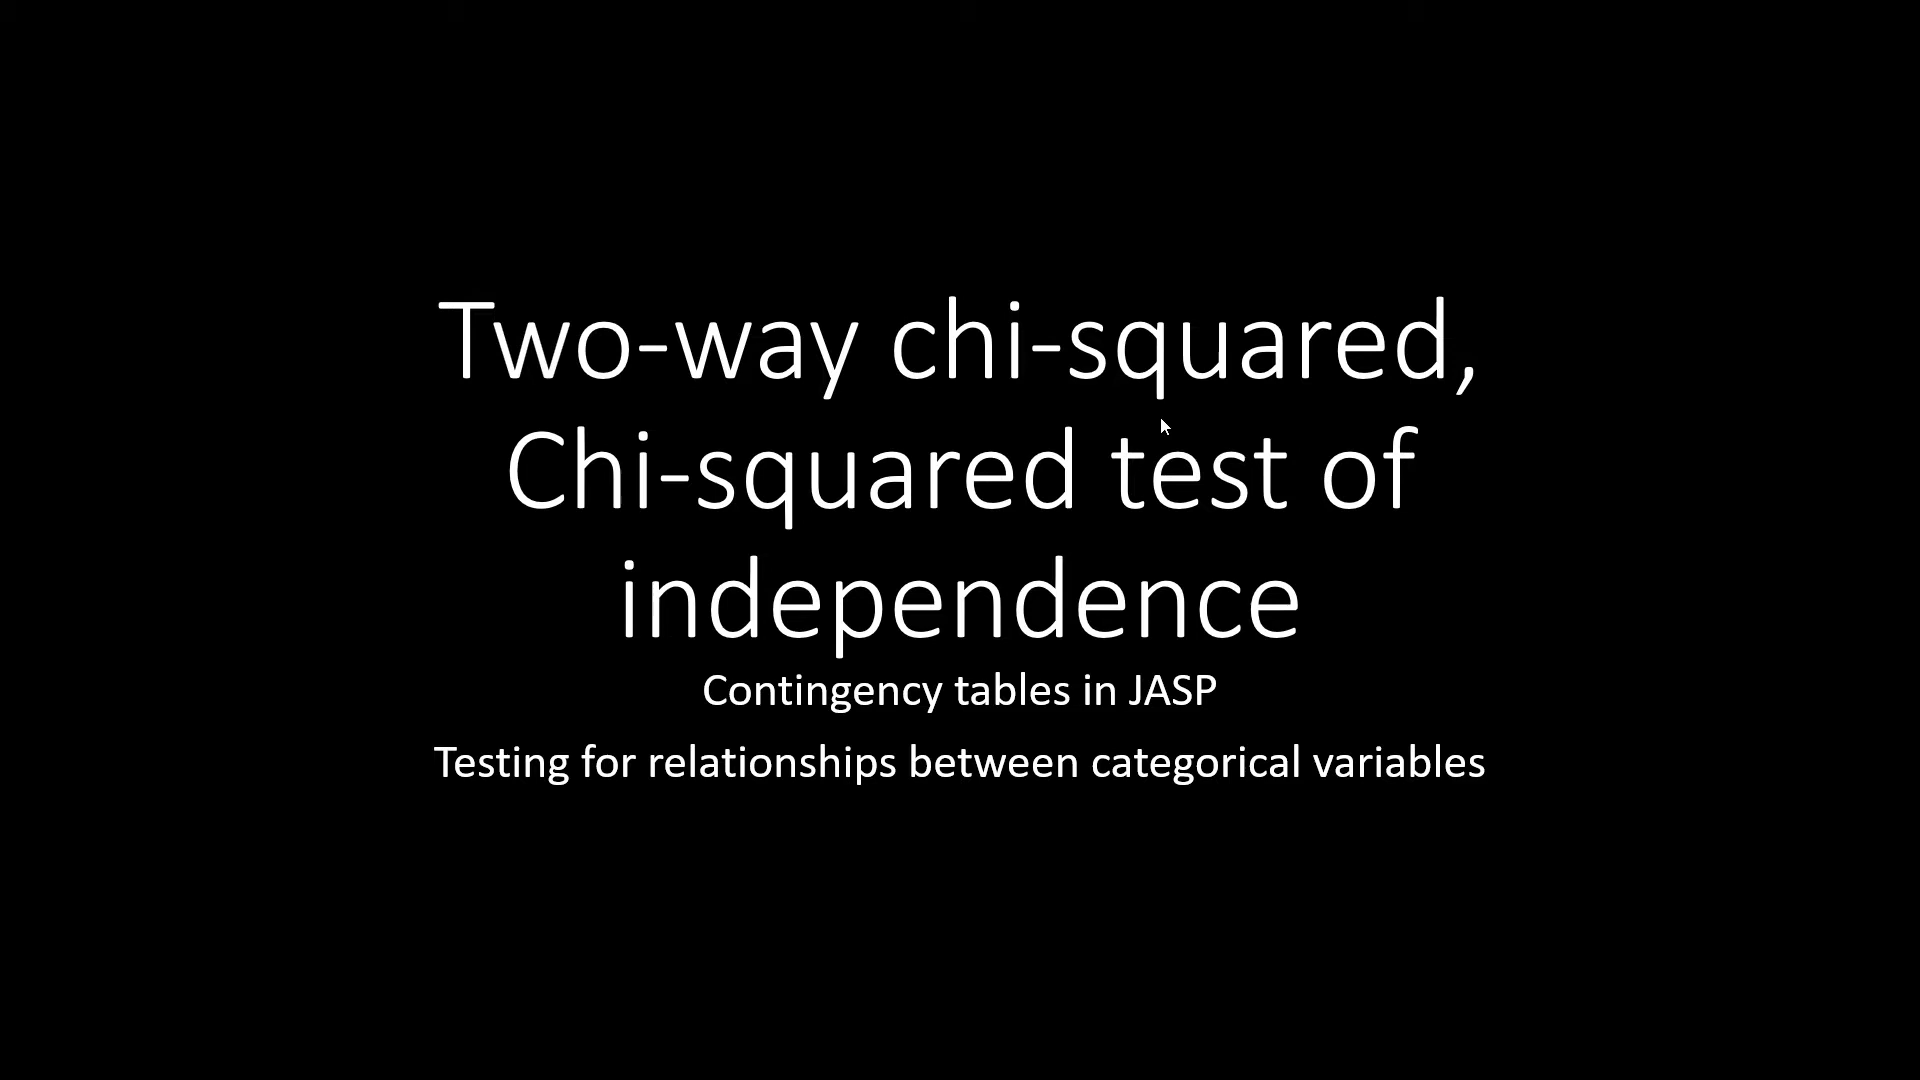 Two-way chi-squared,
Chi-squared test of
independence
Contingency tables in JASP
Testing for relationships between categorical variables